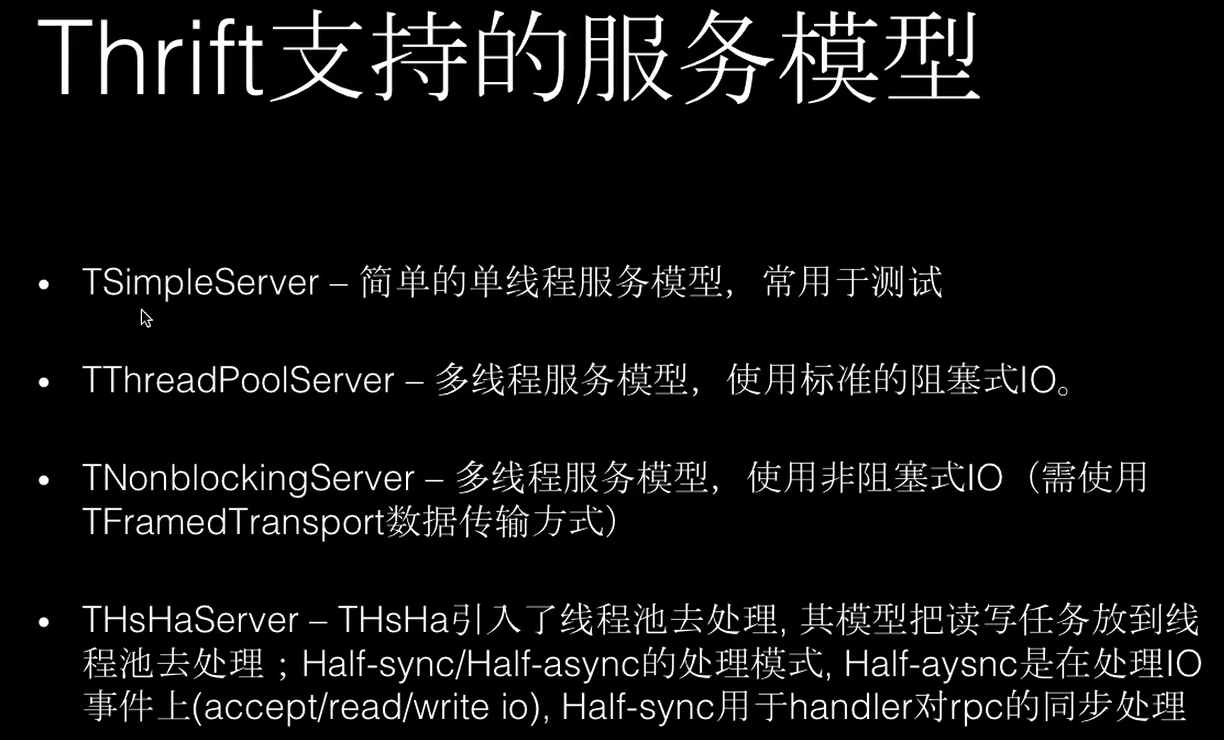 Thrift支持的服务模型
• TSimpleServer – 简单的单线程服务模型，常用于测试
• TThreadPoolServer – 多线程服务模型，使用标准的阻塞式IO。
• TNonblockingServer – 多线程服务模型，使用非阻塞式IO（需使用
TFramedTransport数据传输方式）
• THsHaServer – THsHa引入了线程池去处理, 其模型把读写任务放到线
程池去处理；Half-sync/Half-async的处理模式, Half-aysnc是在处理IO
事件上(accept/read/write io), Half-sync用于handler对rpc的同步处理